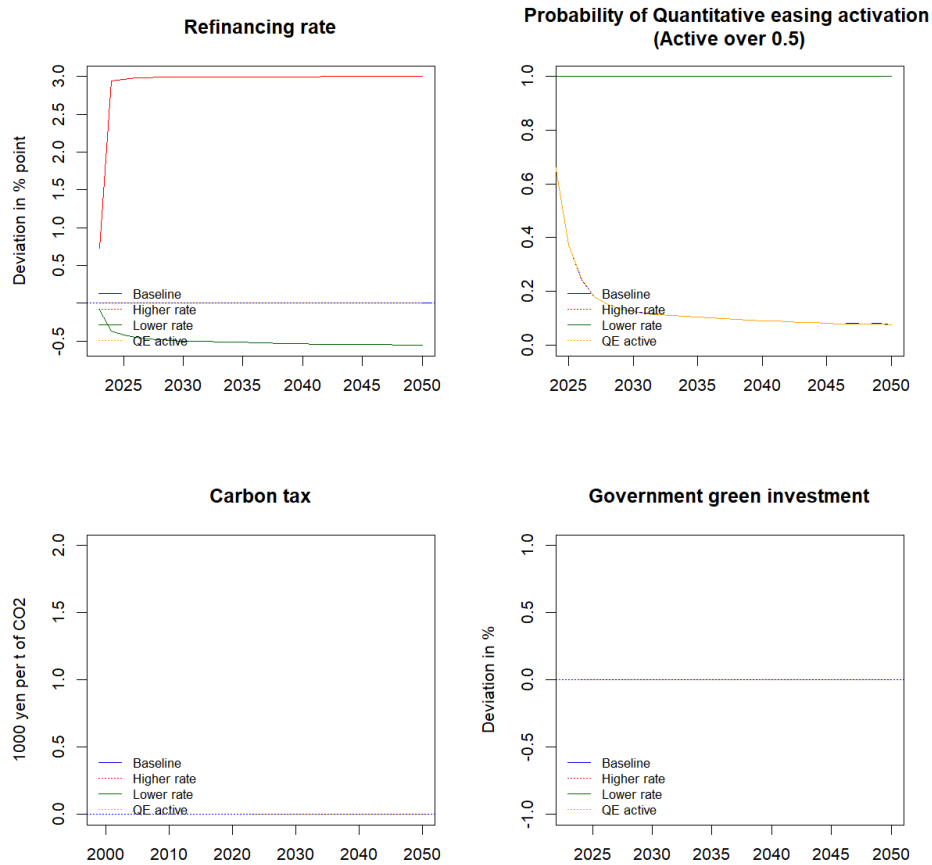 Refinancing rate
Deviation in % point
3.0
2.5
2.0
1.5
1.0
0.5
-0.5
Baseline
Higher rate
Lower rate
QE active
2025 2030 2035 2040 2045 2050
Probability of Quantitative easing activation
(Active over 0.5)
1.0
0.8
0.6
0.4
0.2
0.0
Baseline
Higher rate
Lower rate
QE active
2025 2030 2035 2040 2045 2050
Carbon tax
1000 yen per t of CO2
2.0
1.5
1.0
0.5
0.0
Baseline
Higher rate
Lower rate
QE active
2000 2010 2020 2030 2040 2050
Government green investment
Deviation in %
1.0
0.5
0.0
-0.5
-1.0
Baseline
Higher rate
Lower rate
QE active
2025 2030 2035 2040 2045 2050